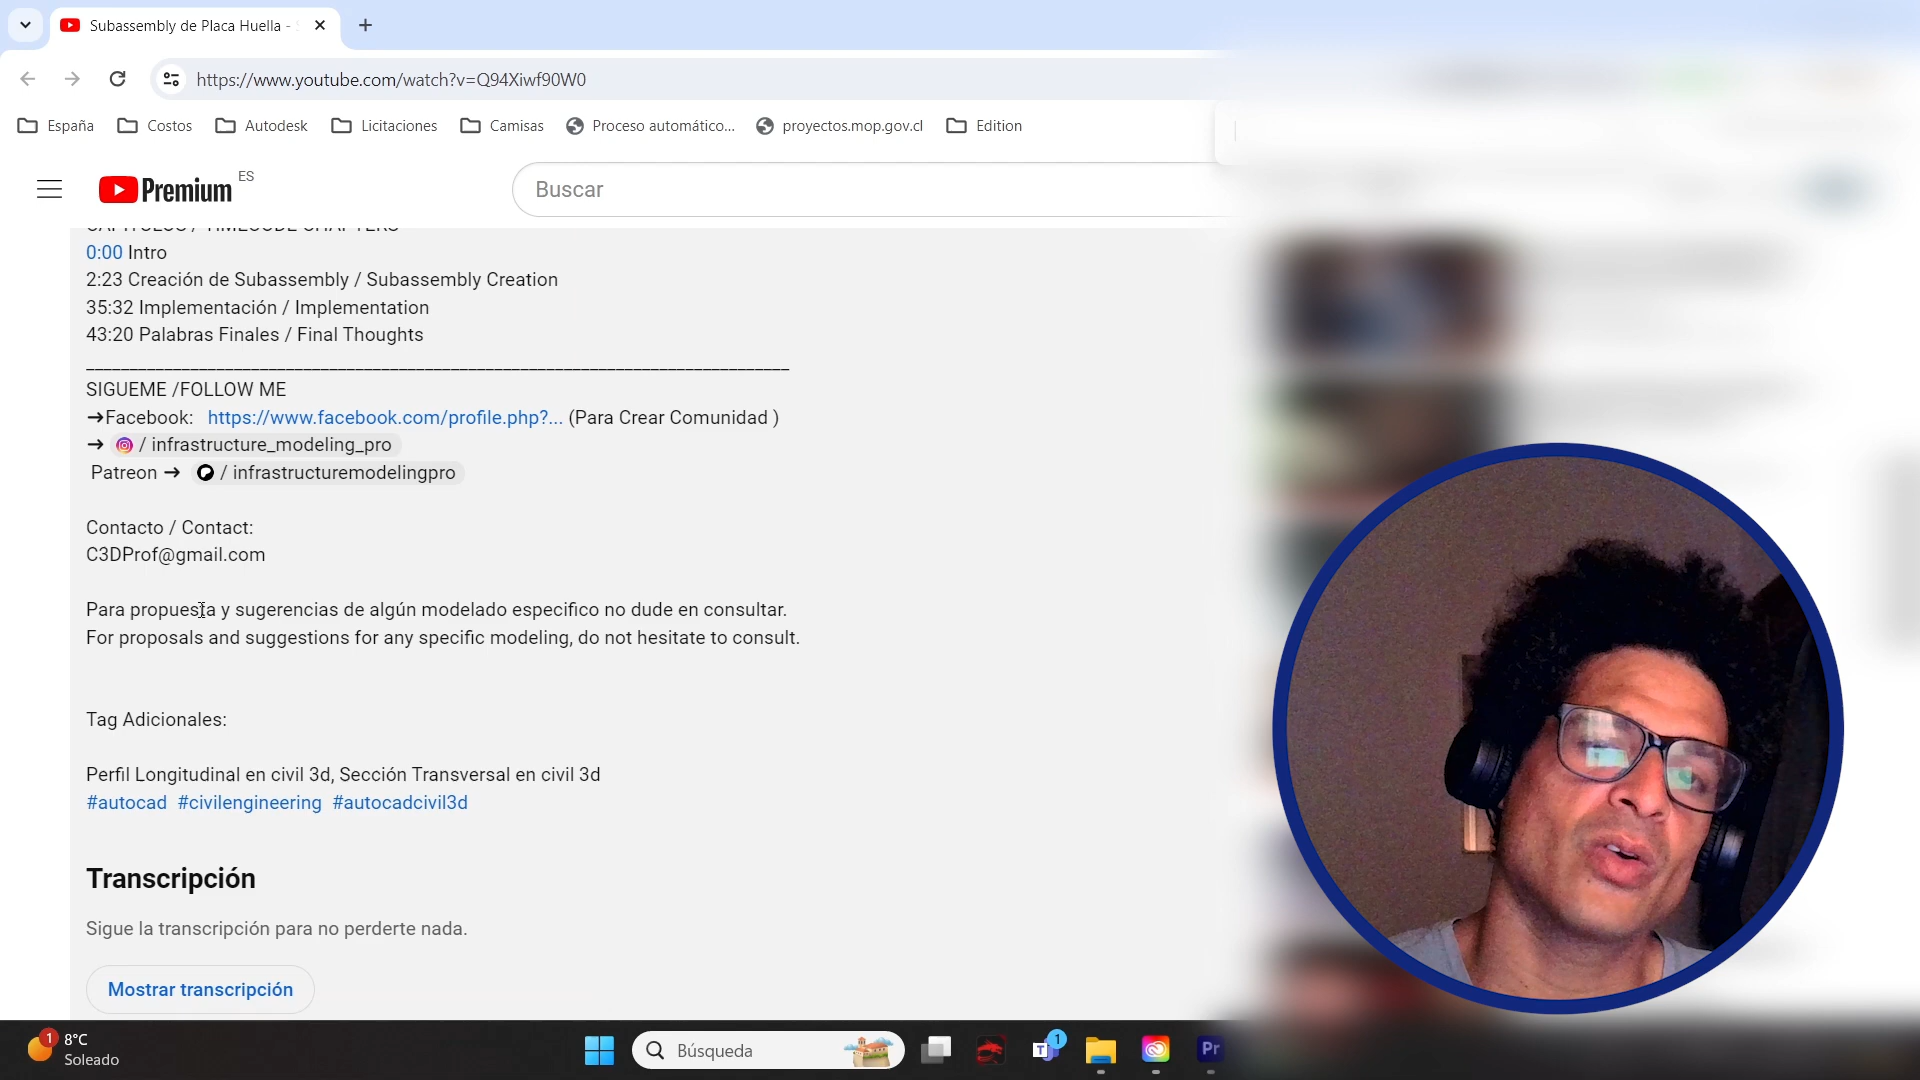 Subassembly de Placa Huella -
https://www.youtube.com/watch?v=Q94Xiwf90W0
España
Costos
Autodesk
Licitaciones
Camisas
Proceso automático...
proyectos.mop.gov.cl
Edition
Premium
ES
Buscar
CAPITULOS / TIMECODE CHAPTERS
0:00 Intro
2:23 Creación de Subassembly / Subassembly Creation
35:32 Implementación / Implementation
43:20 Palabras Finales / Final Thoughts
SIGUEME /FOLLOW ME
→Facebook: https://www.facebook.com/profile.php?... (Para Crear Comunidad )
→ / infrastructure_modeling_pro
Patreon → / infrastructuremodelingpro
Contacto / Contact:
C3DProf@gmail.com
Para propuesta y sugerencias de algún modelado especifico no dude en consultar.
For proposals and suggestions for any specific modeling, do not hesitate to consult.
Tag Adicionales:
Perfil Longitudinal en civil 3d, Sección Transversal en civil 3d
#autocad #civilengineering #autocadcivil3d
Transcripción
Sigue la transcripción para no perderte nada.
Mostrar transcripción
1
8°C
Soleado
Búsqueda
T
1
Pr